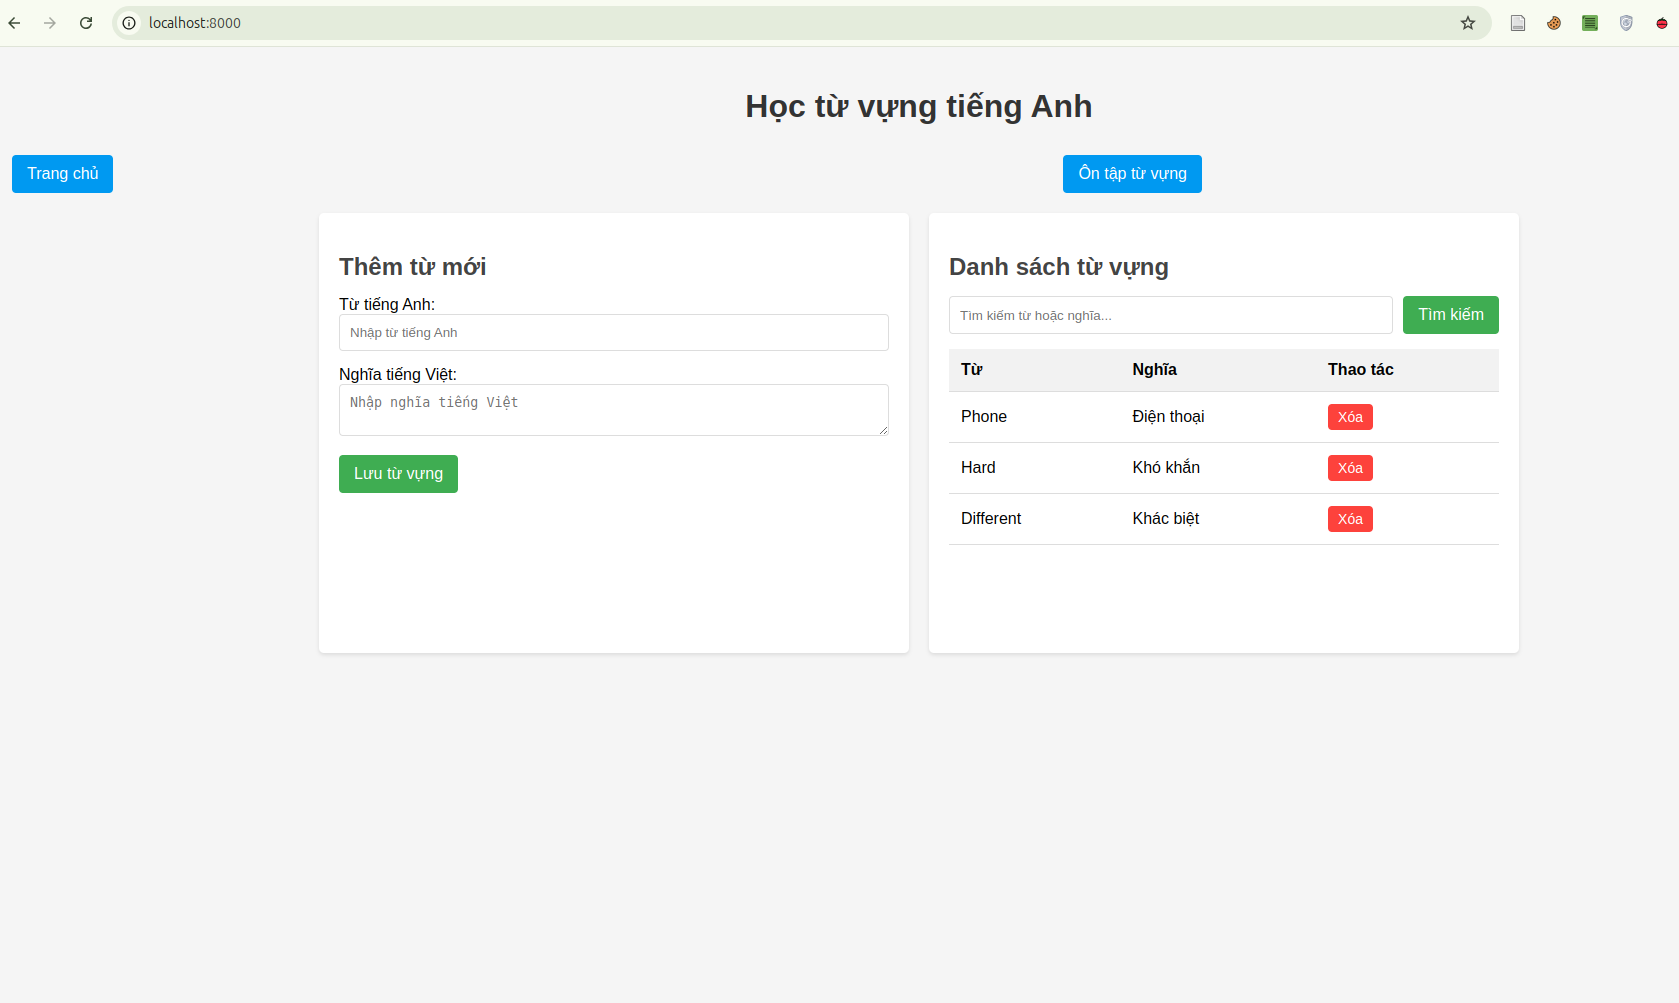 localhost:8000
Học từ vựng tiếng Anh
Trang chủ
Ôn tập từ vựng
Thêm từ mới
Từ tiếng Anh:
Nhập từ tiếng Anh
Nghĩa tiếng Việt:
Nhập nghĩa tiếng Việt
Lưu từ vựng
Danh sách từ vựng
Tìm kiếm từ hoặc nghĩa...
Tìm kiếm
Từ Nghĩa Thao tác
Phone Điện thoại Xóa
Hard Khó khắn Xóa
Different Khác biệt Xóa